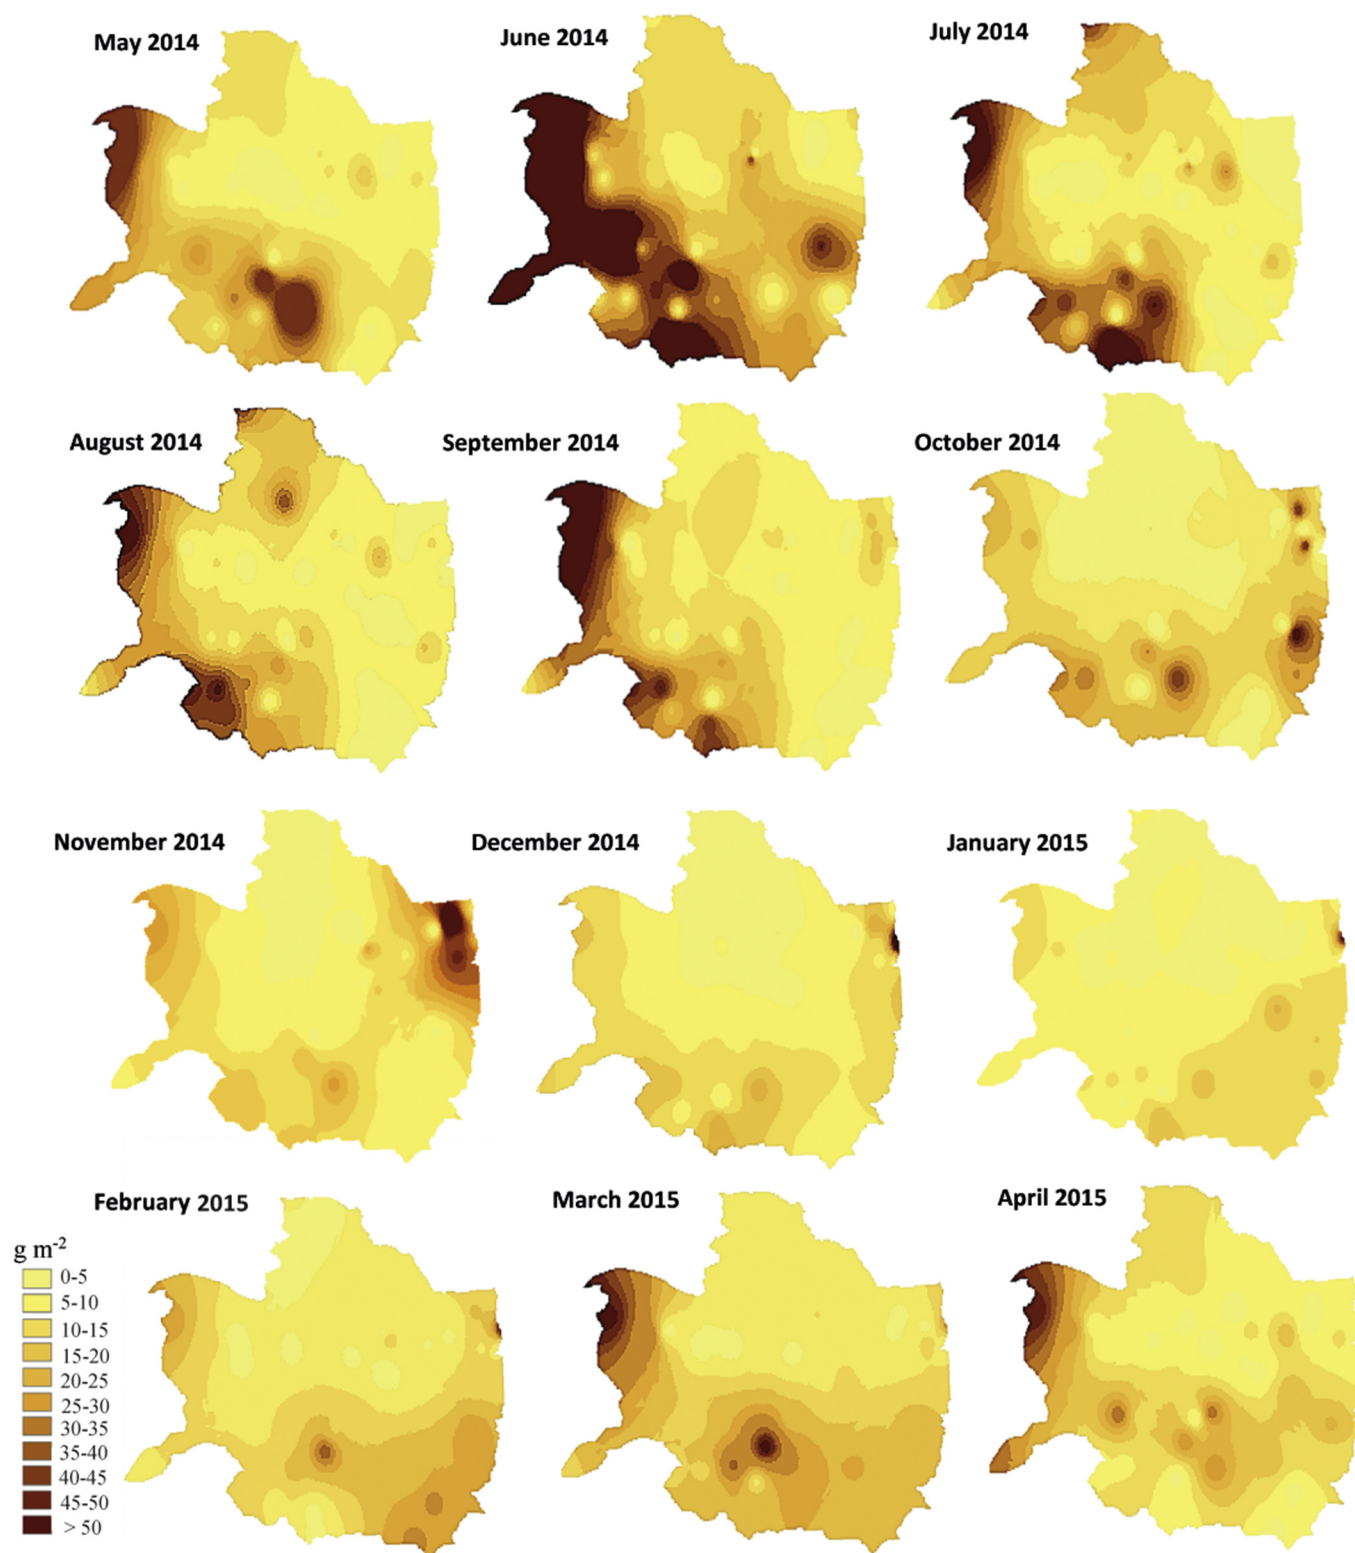 May 2014
June 2014
July 2014
August 2014
September 2014
October 2014
November 2014
December 2014
January 2015
February 2015
March 2015
April 2015
g m-2
0-5
5-10
10-15
15-20
20-25
25-30
30-35
35-40
40-45
45-50
> 50